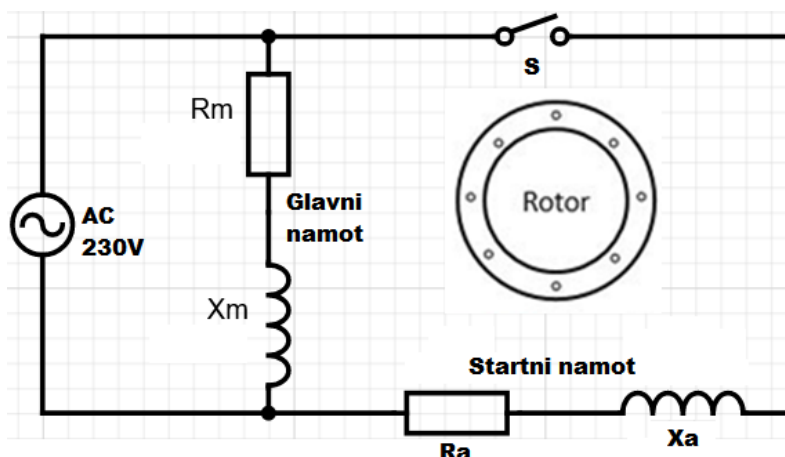 S
Rm
Rotor
Glavni
namot
AC
230V
Xm
Startni namot
Ra
Xa